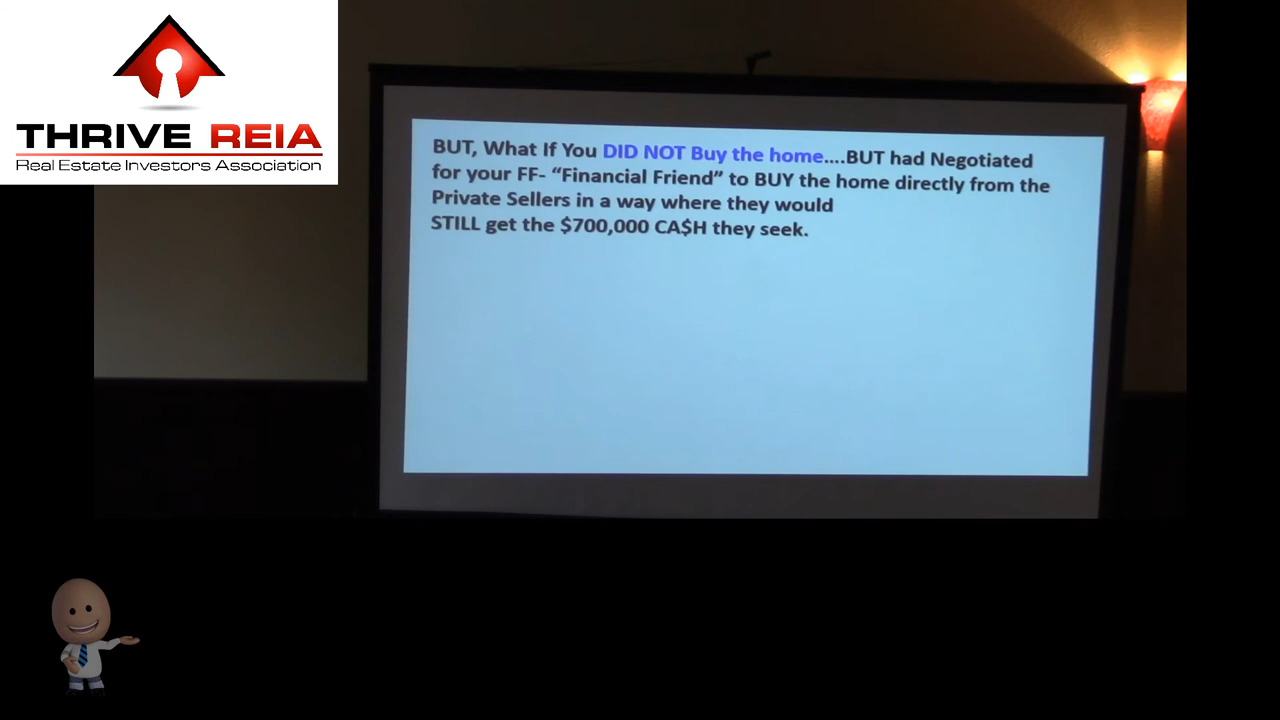 THRIVE REIA
Real Estate Investors Association
BUT, What If You DID NOT Buy the home....BUT had Negotiated
for your FF- “Financial Friend” to BUY the home directly from the
Private Sellers in a way where they would
STILL get the $700,000 CA$H they seek.